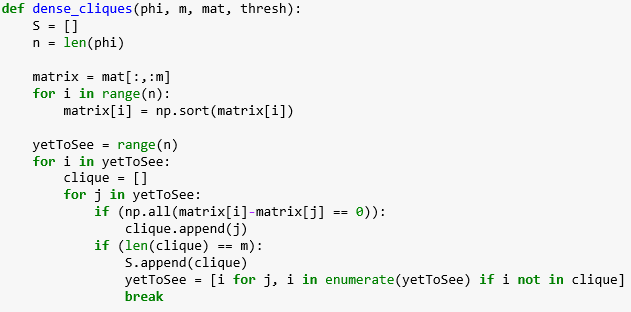 def dense_cliques(phi, m, mat, thresh):
    S = []
    n = len(phi)

    matrix = mat[:,:m]
    for i in range(n):
        matrix[i] = np.sort(matrix[i])

    yetToSee = range(n)
    for i in yetToSee:
        clique = []
        for j in yetToSee:
            if (np.all(matrix[i]-matrix[j] == 0)):
                clique.append(j)
            if (len(clique) == m):
                S.append(clique)
                yetToSee = [i for j, i in enumerate(yetToSee) if i not in clique]
                break